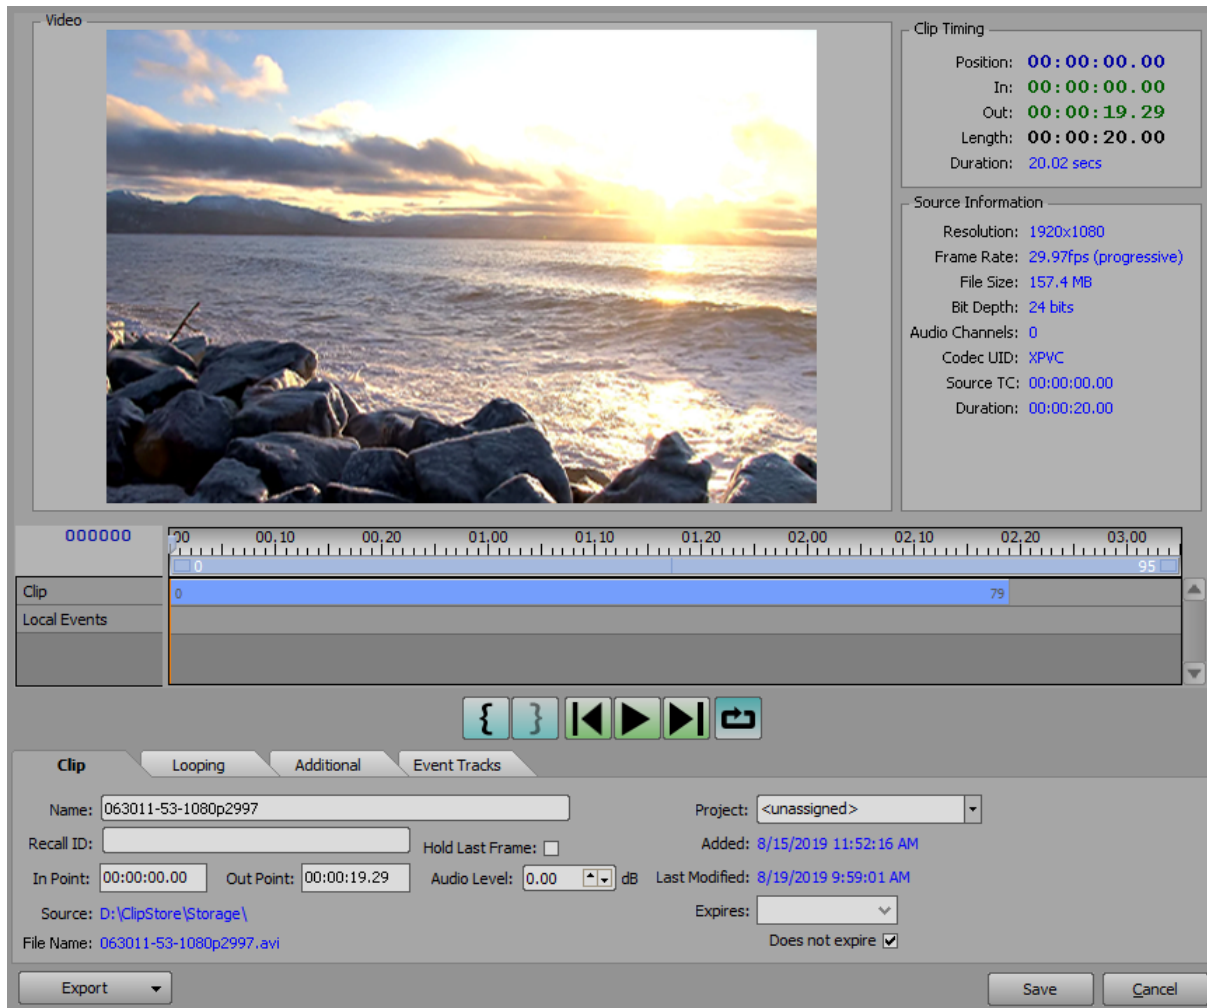 Video
Clip Timing
Position: 00:00:00.00
In: 00:00:00.00
Out: 00:00:19.29
Length: 00:00:20.00
Duration: 20.02 secs
Source Information
Resolution: 1920x1080
Frame Rate: 29.97fps (progressive)
File Size: 157.4 MB
Bit Depth: 24 bits
Audio Channels: 0
Codec UID: XPVC
Source TC: 00:00:00.00
Duration: 00:00:20.00
000000 00 00,10 00,20 01,00 01,10 01,20 02,00 02,10 02,20 03,00
0 95
Clip 0 79
Local Events
{ }
Clip Looping Additional Event Tracks
Name: 063011-53-1080p2997 Project: <unassigned>
Recall ID: Hold Last Frame: Added: 8/15/2019 11:52:16 AM
In Point: 00:00:00.00 Out Point: 00:00:19.29 Audio Level: 0.00 dB Last Modified: 8/19/2019 9:59:01 AM
Source: D:\ClipStore\Storage\ Expires:
File Name: 063011-53-1080p2997.avi Does not expire
Export Save Cancel